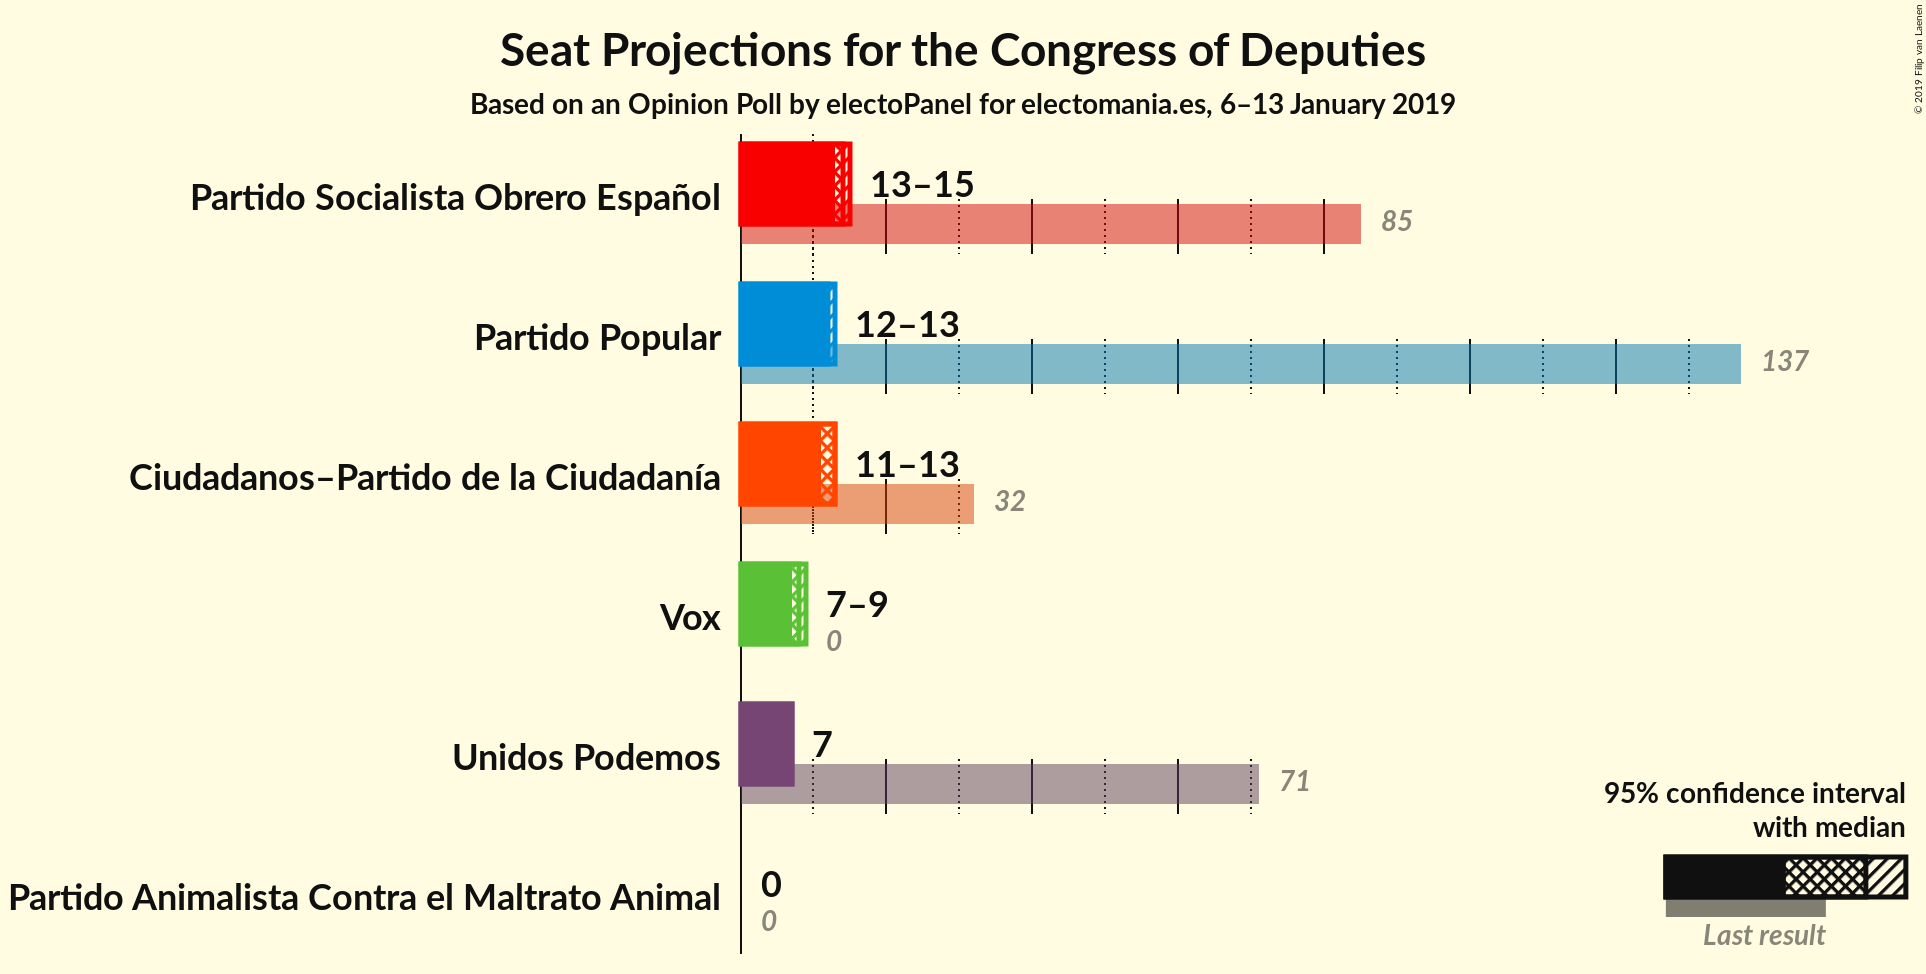 Seat Projections for the Congress of Deputies
Based on an Opinion Poll by electoPanel for electomania.es, 6–13 January 2019
© 2019 Filip van Laenen
Partido Socialista Obrero Español
13–15
85
Partido Popular
12–13
137
Ciudadanos–Partido de la Ciudadanía
11–13
32
Vox
7–9
0
Unidos Podemos
7
71
Partido Animalista Contra el Maltrato Animal
0
0
95% confidence interval
with median
Last result